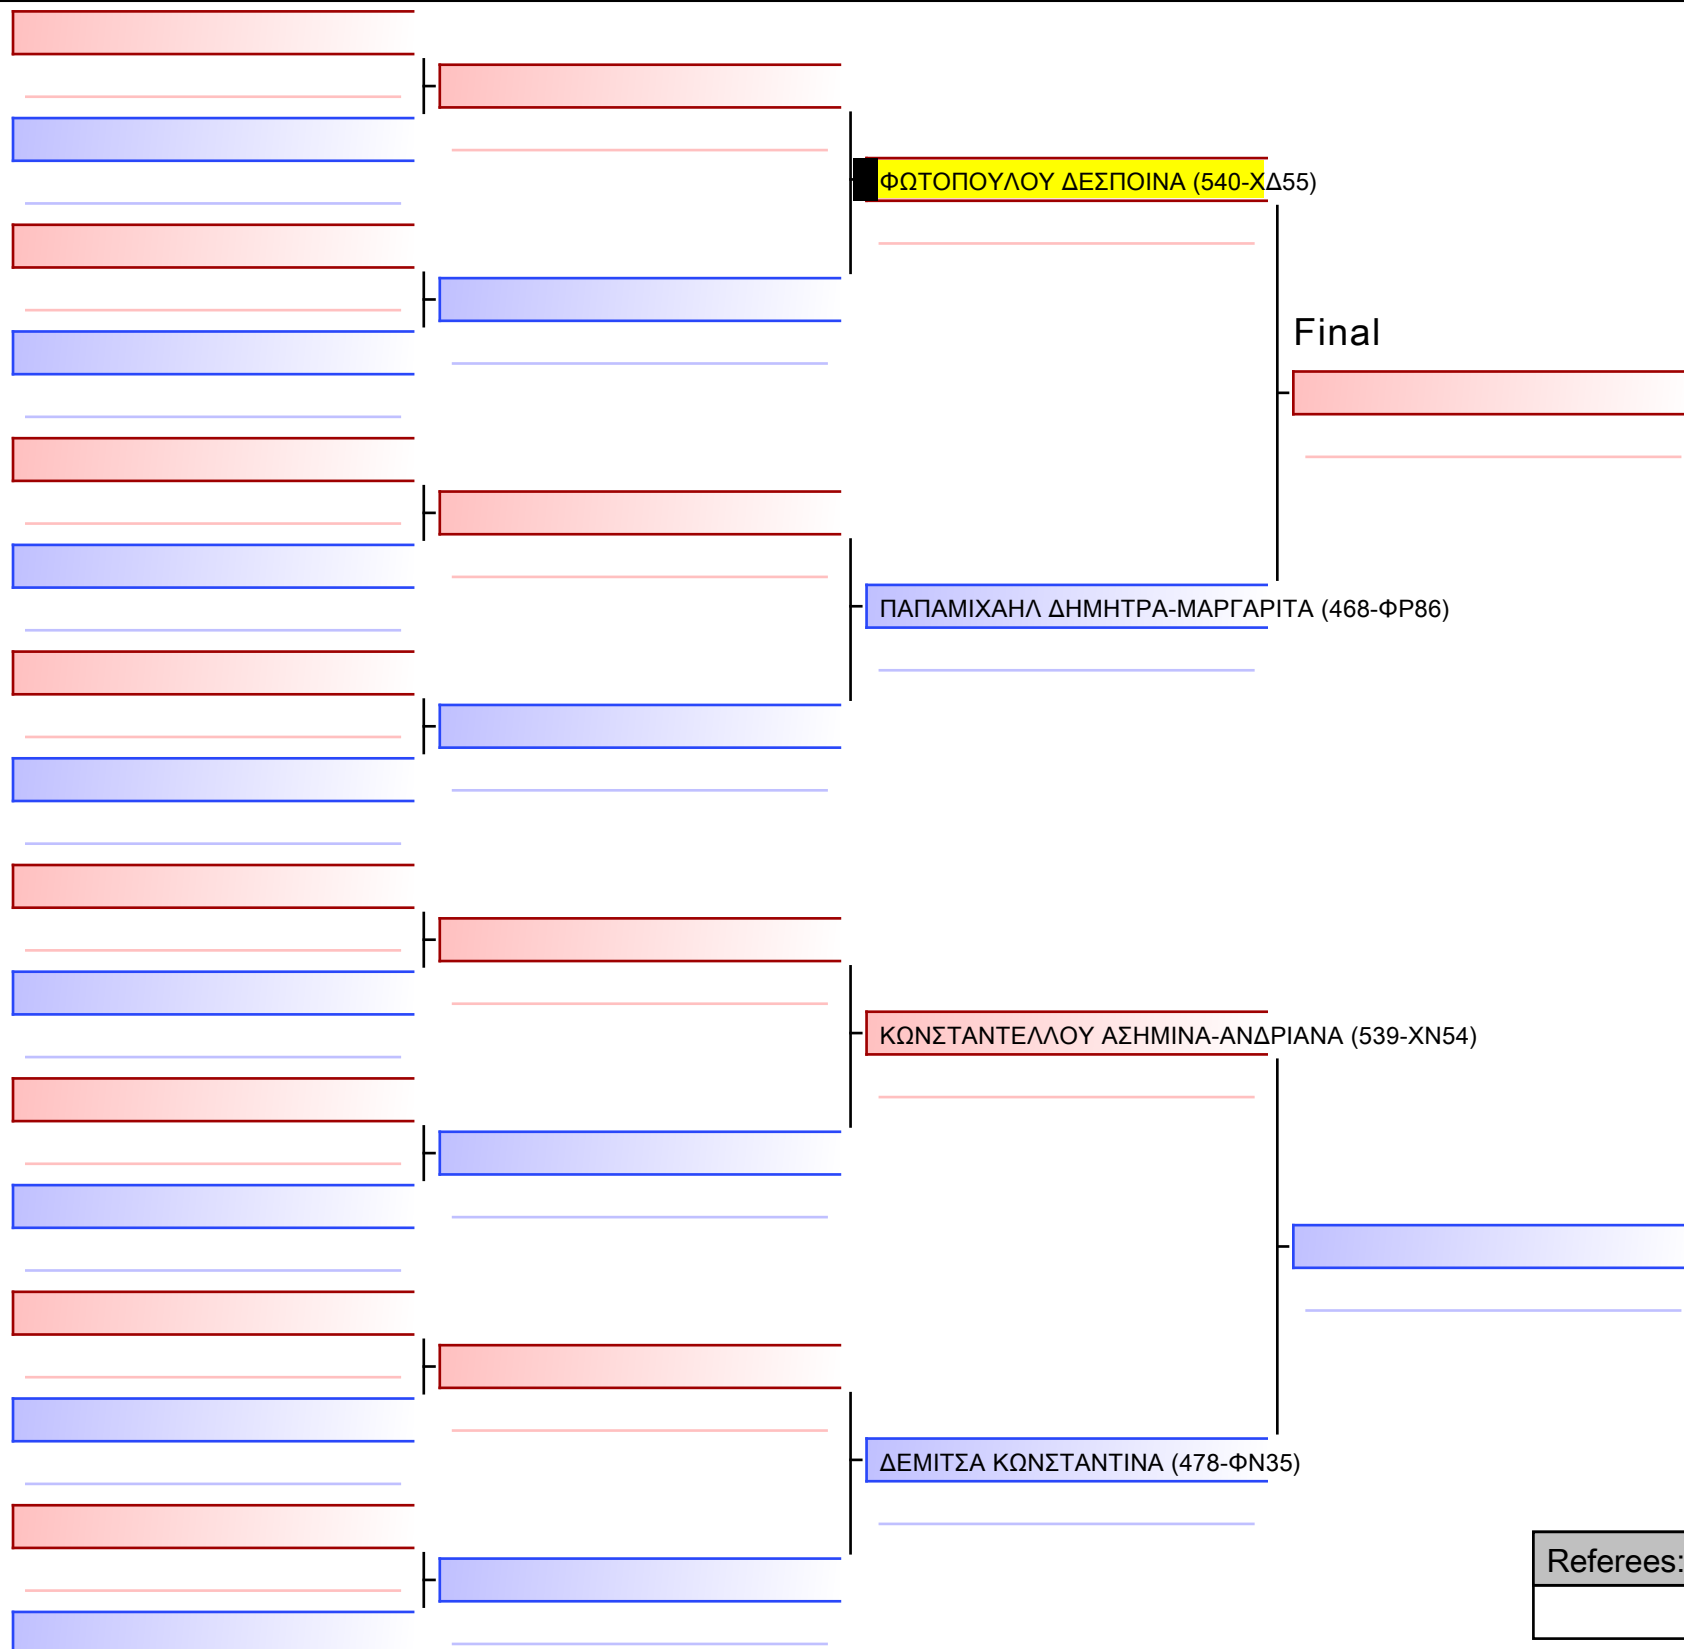 ΦΩΤΟΠΟΥΛΟΥ ΔΕΣΠΟΙΝΑ (540-ΧΔ55)
Final
ΠΑΠΑΜΙΧΑΗΛ ΔΗΜΗΤΡΑ-ΜΑΡΓΑΡΙΤΑ (468-ΦΡ86)
ΚΩΝΣΤΑΝΤΕΛΛΟΥ ΑΣΗΜΙΝΑ-ΑΝΔΡΙΑΝΑ (539-ΧΝ54)
ΔΕΜΙΤΣΑ ΚΩΝΣΤΑΝΤΙΝΑ (478-ΦΝ35)
Referees: